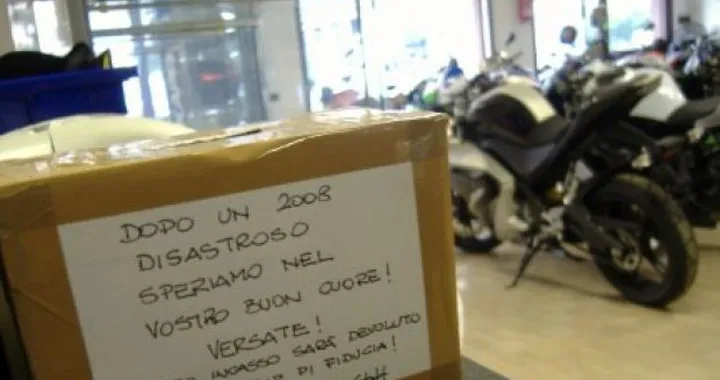 DOPO UN 2008
DISASTROSO
SPERIAMO NEL
VOSTRO BUON CUORE!
VERSATE!
INCASSO SARÀ DEVOLUTO
DI FIDUCIA!